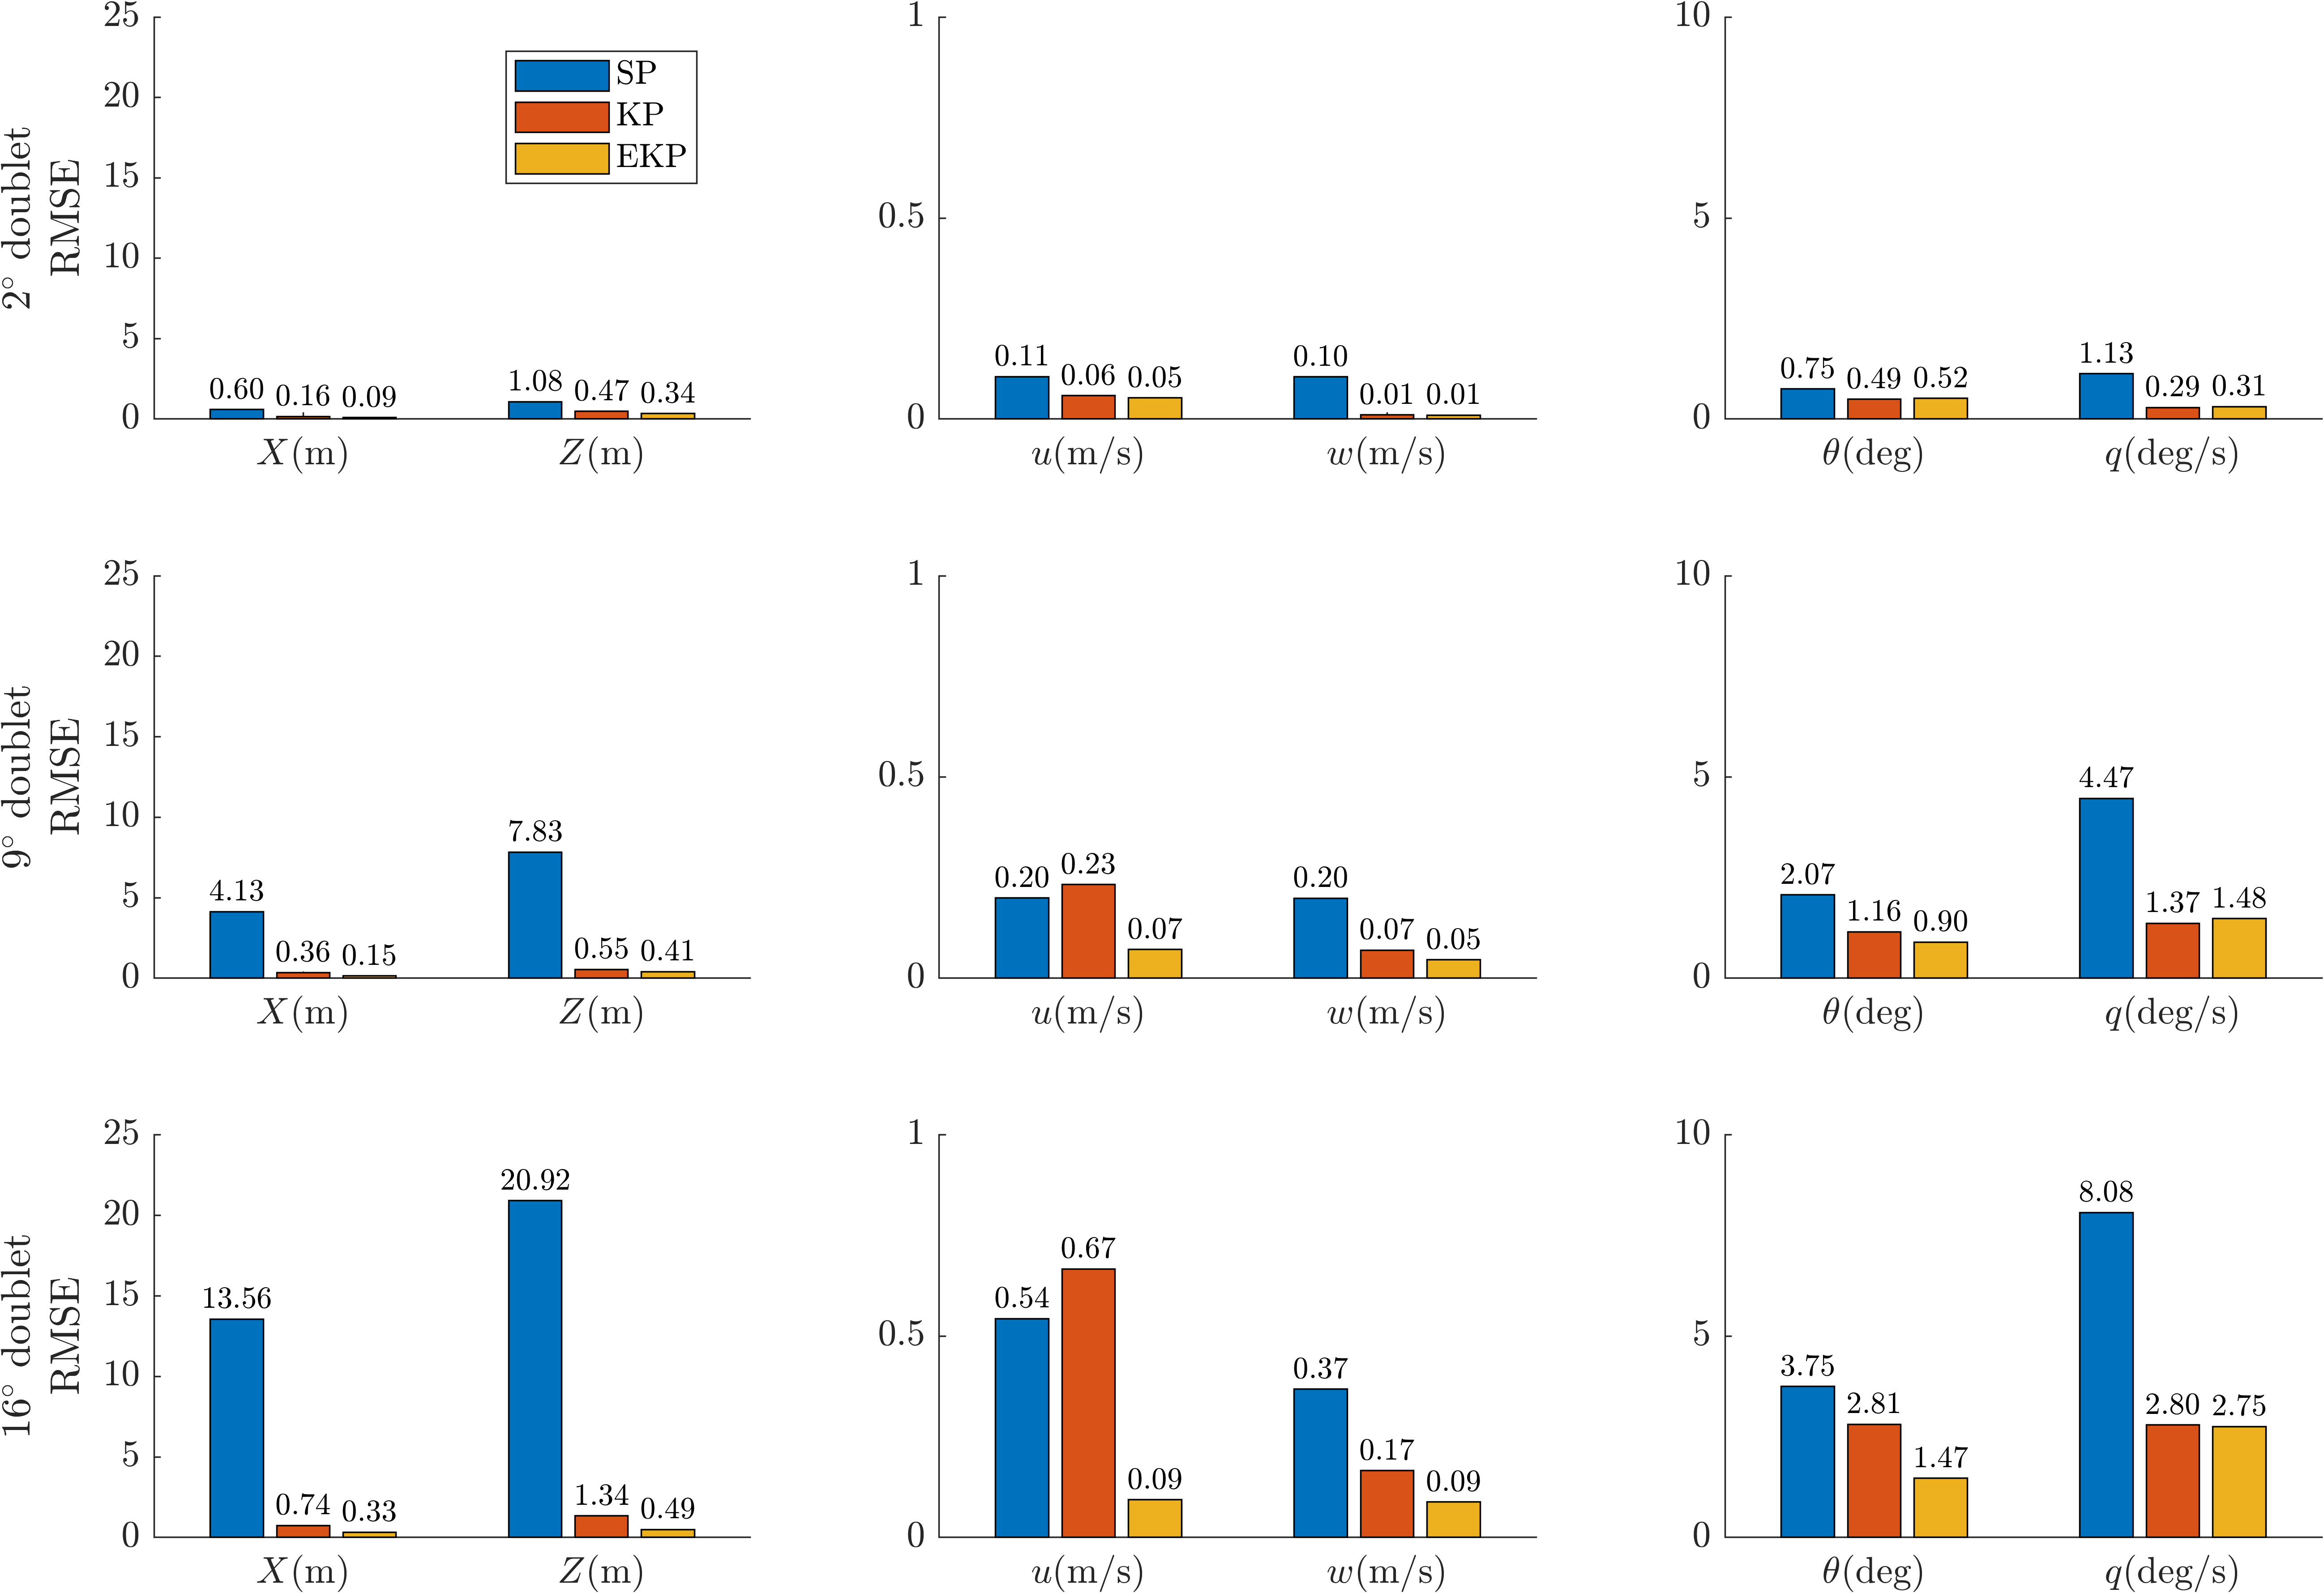 2° doublet
RMSE
25
20
15
10
5
0
SP
KP
EKP
0.60 0.16 0.09
1.08 0.47 0.34
X(m) Z(m)
1
0.5
0
0.11 0.06 0.05
0.10 0.01 0.01
u(m/s) w(m/s)
10
5
0
0.75 0.49 0.52
1.13 0.29 0.31
θ(deg) q(deg/s)
9° doublet
RMSE
25
20
15
10
5
0
4.13 0.36 0.15
7.83 0.55 0.41
X(m) Z(m)
1
0.5
0
0.20 0.23 0.07
0.20 0.07 0.05
u(m/s) w(m/s)
10
5
0
2.07 1.16 0.90
4.47 1.37 1.48
θ(deg) q(deg/s)
16° doublet
RMSE
25
20
15
10
5
0
13.56 0.74 0.33
20.92 1.34 0.49
X(m) Z(m)
1
0.5
0
0.54 0.67 0.09
0.37 0.17 0.09
u(m/s) w(m/s)
10
5
0
3.75 2.81 1.47
8.08 2.80 2.75
θ(deg) q(deg/s)